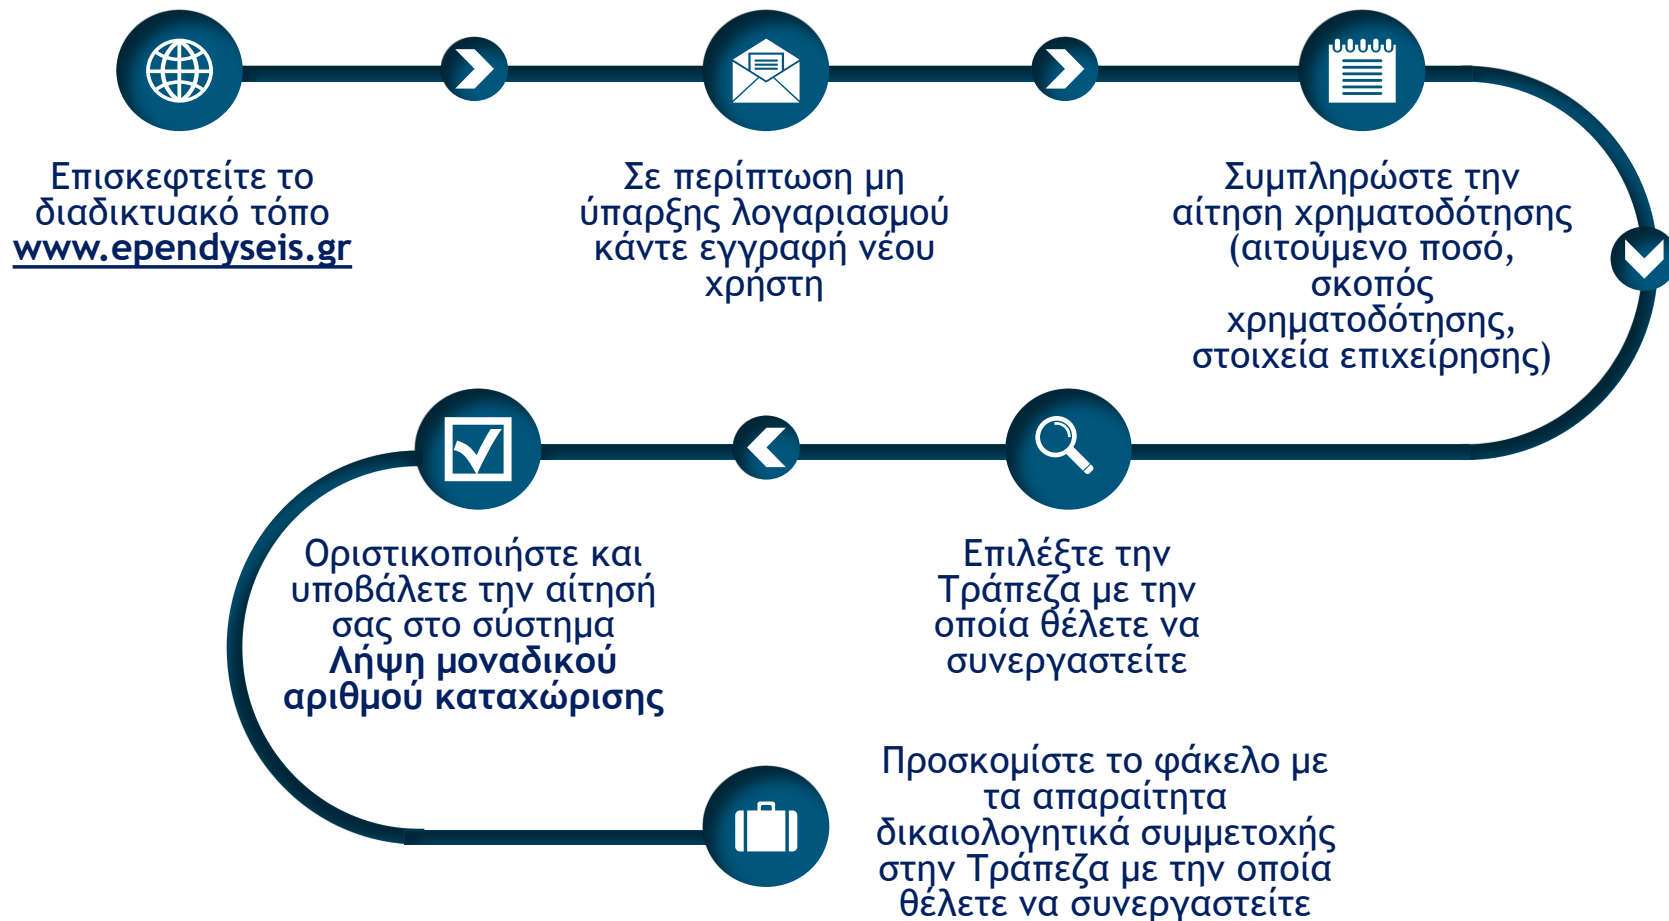 Επισκεφτείτε το
διαδικτυακό τόπο
www.ependyseis.gr
Σε περίπτωση μη
ύπαρξης λογαριασμού
κάντε εγγραφή νέου
χρήστη
Συμπληρώστε την
αίτηση χρηματοδότησης
(αιτούμενο ποσό,
σκοπός
χρηματοδότησης,
στοιχεία επιχείρησης)
Επιλέξτε την
Τράπεζα με την
οποία θέλετε να
συνεργαστείτε
Οριστικοποιήστε και
υποβάλετε την αίτησή
σας στο σύστημα
Λήψη μοναδικού
αριθμού καταχώρισης
Προσκομίστε το φάκελο με
τα απαραίτητα
δικαιολογητικά συμμετοχής
στην Τράπεζα με την οποία
θέλετε να συνεργαστείτε